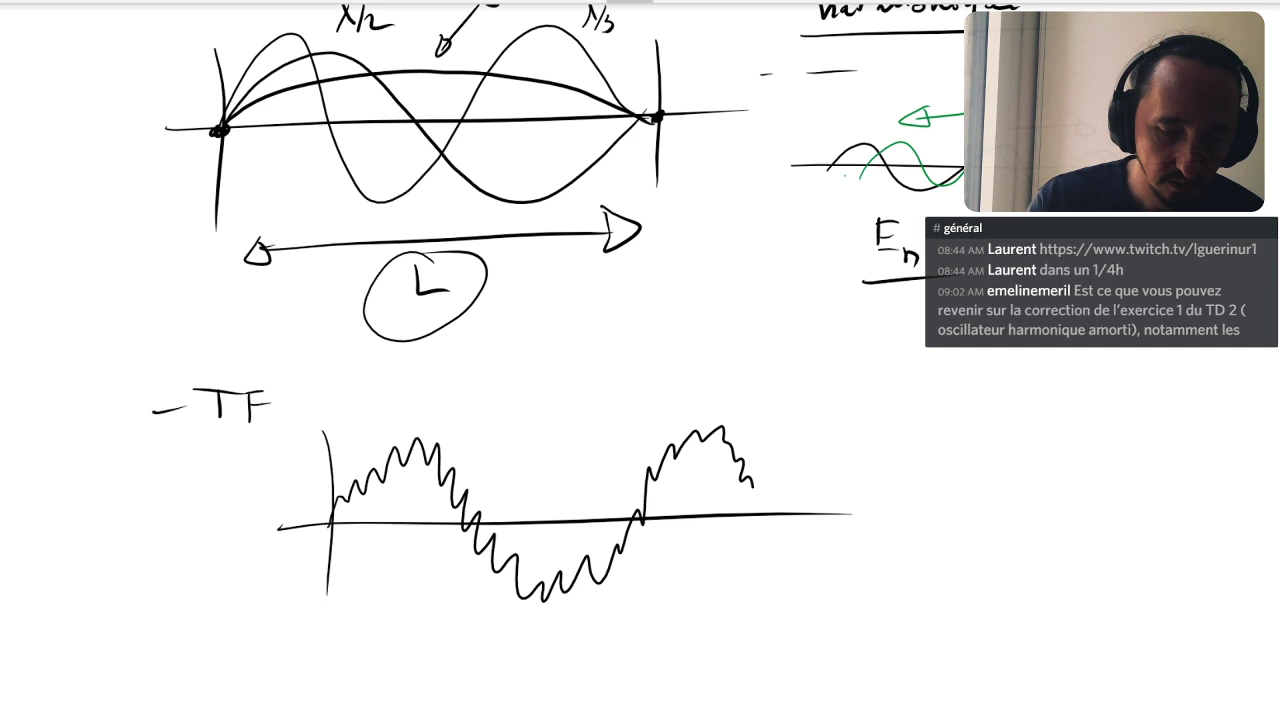 λ/2
λ/3
harmonique
L
En
- TF
# général
08:44 AM Laurent https://www.twitch.tv/lguerinur1
08:44 AM Laurent dans un 1/4h
09:02 AM emelinemeril Est ce que vous pouvez
revenir sur la correction de l'exercice 1 du TD 2 (
oscillateur harmonique amorti), notamment les